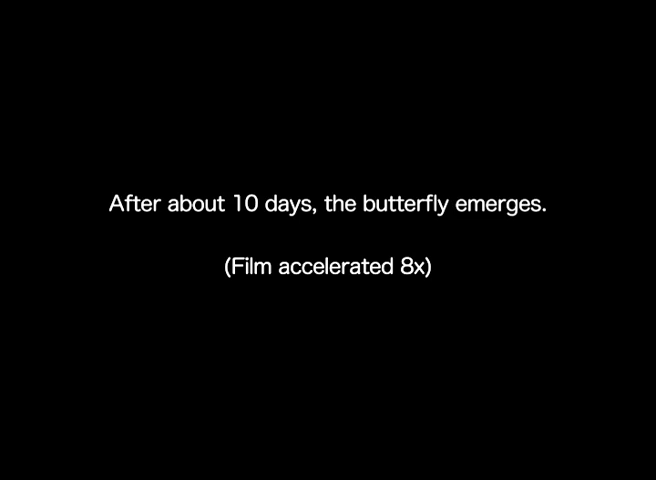 After about 10 days, the butterfly emerges.
(Film accelerated 8x)